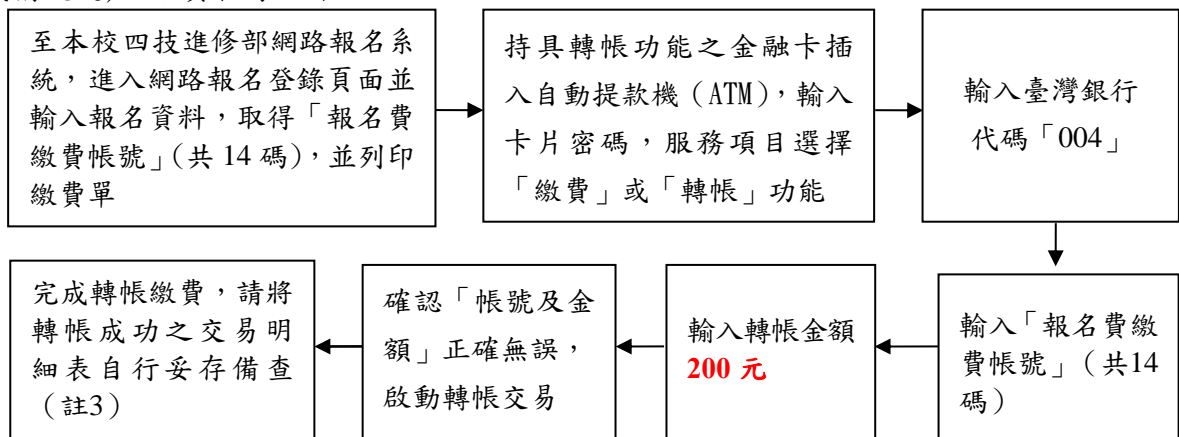 至本校四技進修部網路報名系
統，進入網路報名登錄頁面並
輸入報名資料，取得「報名費
繳費帳號」(共 14 碼)，並列印
繳費單
持具轉帳功能之金融卡插
入自動提款機（ATM），輸入
卡片密碼，服務項目選擇
「繳費」或「轉帳」功能
輸入臺灣銀行
代碼「004」
輸入「報名費繳
費帳號」（共14
碼）
輸入轉帳金額
200 元
確認「帳號及金
額」正確無誤，
啟動轉帳交易
完成轉帳繳費，請將
轉帳成功之交易明
細表自行妥存備查
（註3）